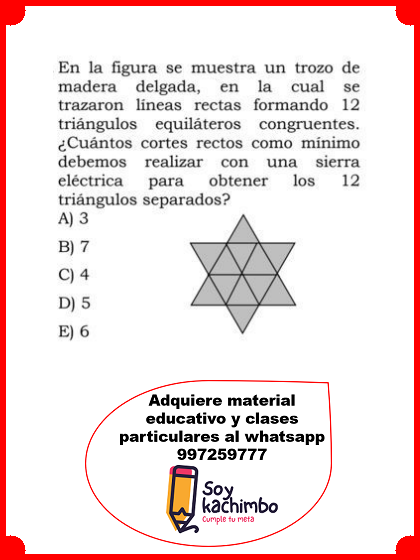 En la figura se muestra un trozo de
madera delgada, en la cual se
trazaron líneas rectas formando 12
triángulos equiláteros congruentes.
¿Cuántos cortes rectos como mínimo
debemos realizar con una sierra
eléctrica para obtener los 12
triángulos separados?
A) 3
B) 7
C) 4
D) 5
E) 6
Adquiere material
educativo y clases
particulares al whatsapp
997259777
Soy
kachimbo
Cumple tu meta